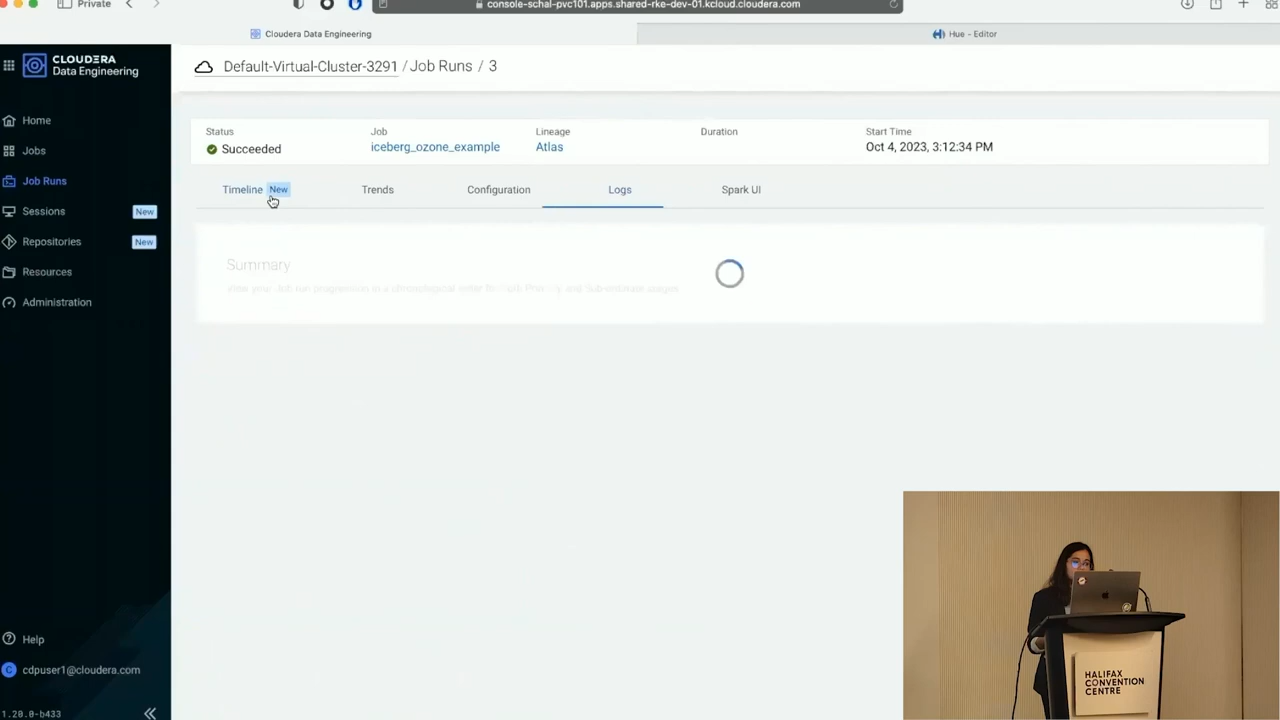 Private
console-schal-pvc101.apps.shared-rke-dev-01.kcloud.cloudera.com
Cloudera Data Engineering
Hue - Editor
CLOUDERA
Data Engineering
Default-Virtual-Cluster-3291 / Job Runs / 3
Home
Jobs
Job Runs
Sessions New
Repositories New
Resources
Administration
Status
Succeeded
Job
iceberg_ozone_example
Lineage
Atlas
Duration
Start Time
Oct 4, 2023, 3:12:34 PM
Timeline New
Trends
Configuration
Logs
Spark UI
Summary
Help
C cdpuser1@cloudera.com
1.20.0-b433
HALIFAX
CONVENTION
CENTRE